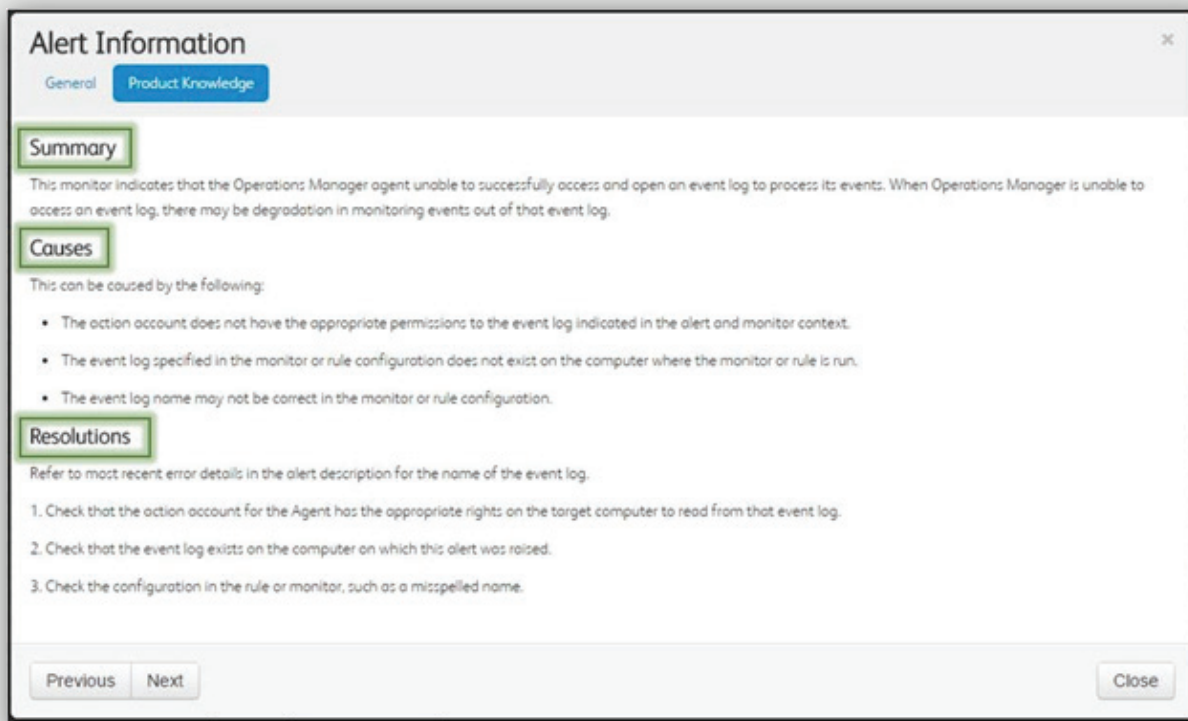 Alert Information
×
General Product Knowledge
Summary
This monitor indicates that the Operations Manager agent unable to successfully access and open an event log to process its events. When Operations Manager is unable to
access an event log, there may be degradation in monitoring events out of that event log.
Causes
This can be caused by the following:
• The action account does not have the appropriate permissions to the event log indicated in the alert and monitor context.
• The event log specified in the monitor or rule configuration does not exist on the computer where the monitor or rule is run.
• The event log name may not be correct in the monitor or rule configuration.
Resolutions
Refer to most recent error details in the alert description for the name of the event log.
1. Check that the action account for the Agent has the appropriate rights on the target computer to read from that event log.
2. Check that the event log exists on the computer on which this alert was raised.
3. Check the configuration in the rule or monitor, such as a misspelled name.
Previous Next Close